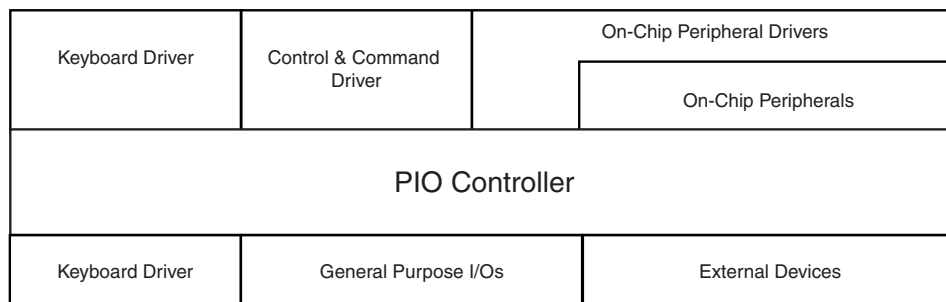 Keyboard Driver
Control & Command
Driver
On-Chip Peripheral Drivers
On-Chip Peripherals
PIO Controller
Keyboard Driver
General Purpose I/Os
External Devices